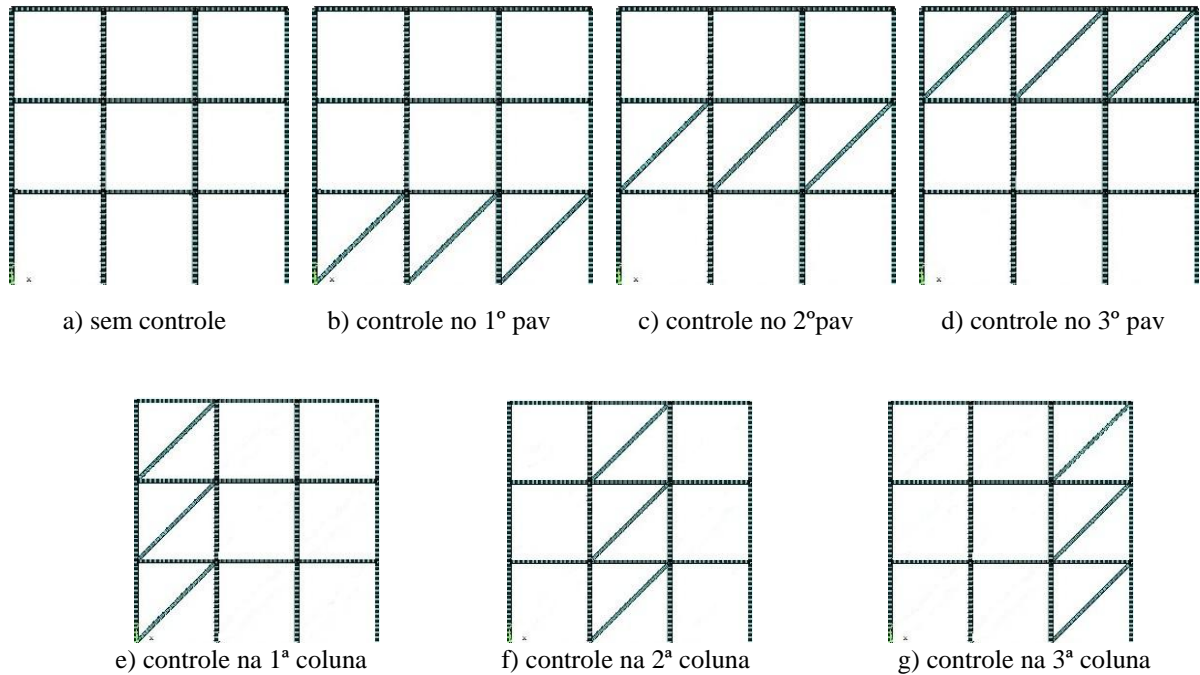 a) sem controle
b) controle no 1º pav
c) controle no 2ºpav
d) controle no 3º pav
e) controle na 1ª coluna
f) controle na 2ª coluna
g) controle na 3ª coluna